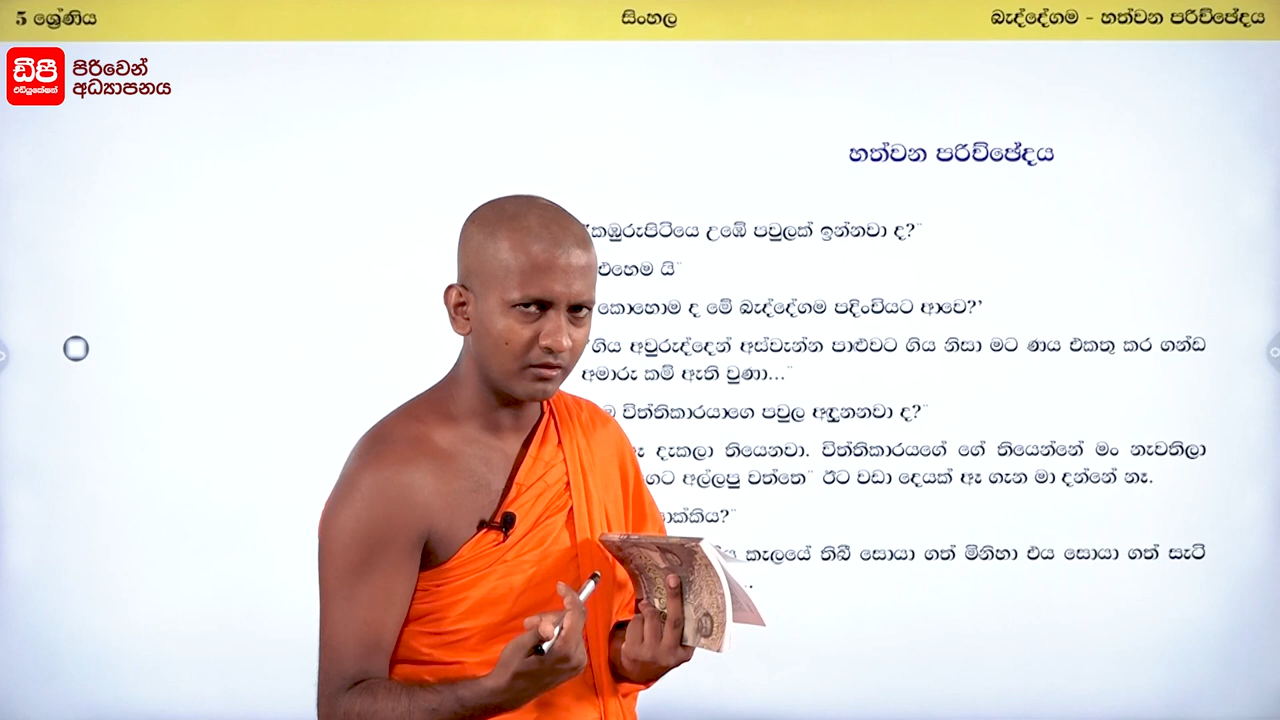 5 ශ්‍රේණිය
සිංහල
බැද්දේගම - හත්වන පරිච්ඡේදය
ඩීපී
එඩියුකේෂන්
පිරිවෙන්
අධ්‍යාපනය
හත්වන පරිච්ඡේදය
"කඹුරුපිටියෙ උඹේ පවුලක් ඉන්නවා ද?"
එහෙම යි"
කොහොම ද මේ බැද්දේගම පදිංචියට ආවෙ?'
'ගිය අවුරුද්දෙන් අස්වැන්න පාළුවට ගිය නිසා මට ණය එකතු කර ගන්ඩ
අමාරු කමි ඇති වුණා..."
විත්තිකාරයාගෙ පවුල අඳුනනවා ද?"
දැකලා තියෙනවා. විත්තිකාරයගේ ගේ තියෙන්නේ මං නැවතිලා
අල්ලපු වත්තෙ" ඊට වඩා දෙයක් ඈ ගැන මා දන්නේ නෑ.
කැලයේ තිබී සොයා ගත් මිනිහා එය සොයා ගත් සැටි